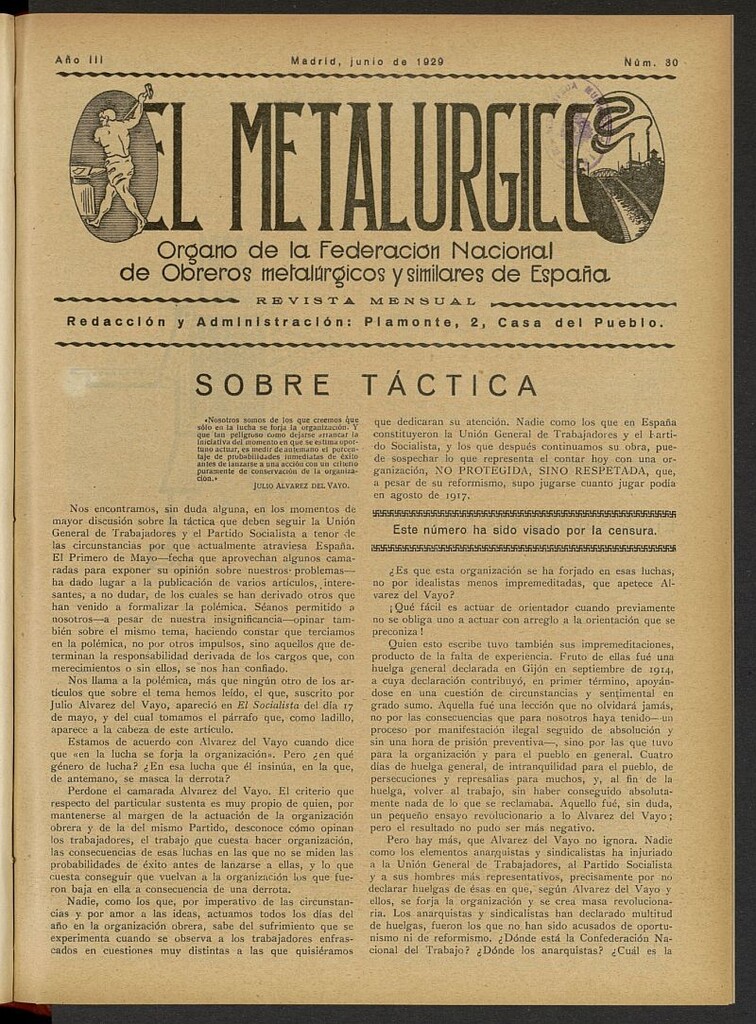 Año III
Madrid, junio de 1929
Núm. 30
EL METALURGICO
Organo de la Federación Nacional
de Obreros metalúrgicos y similares de España
REVISTA MENSUAL
Redacción y Administración: Piamonte, 2, Casa del Pueblo.
SOBRE TÁCTICA
«Nosotros somos de los que creemos que
sólo en la lucha se forja la organización. Y
que tan peligroso como dejarse arrancar la
iniciativa del momento en que se estima opor-
tuno actuar, es medir de antemano el porcen-
taje de probabilidades inmediatas de éxito
antes de lanzarse a una acción con un criterio
puramente de conservación de la organiza-
ción.»
JULIO ALVAREZ DEL VAYO.
Nos encontramos, sin duda alguna, en los momentos de
mayor discusión sobre la táctica que deben seguir la Unión
General de Trabajadores y el Partido Socialista a tenor de
las circunstancias por que actualmente atraviesa España.
El Primero de Mayo—fecha que aprovechan algunos cama-
radas para exponer su opinión sobre nuestros problemas—
ha dado lugar a la publicación de varios artículos, intere-
santes, a no dudar, de los cuales se han derivado otros que
han venido a formalizar la polémica. Séanos permitido a
nosotros—a pesar de nuestra insignificancia—opinar tam-
bién sobre el mismo tema, haciendo constar que terciamos
en la polémica, no por otros impulsos, sino aquellos que de-
terminan la responsabilidad derivada de los cargos que, con
merecimientos o sin ellos, se nos han confiado.
Nos llama a la polémica, más que ningún otro de los ar-
tículos que sobre el tema hemos leído, el que, suscrito por
Julio Alvarez del Vayo, apareció en El Socialista del día 17
de mayo, y del cual tomamos el párrafo que, como ladillo,
aparece a la cabeza de este artículo.
Estamos de acuerdo con Alvarez del Vayo cuando dice
que «en la lucha se forja la organización». Pero ¿en qué
género de lucha? ¿En esa lucha que él insinúa, en la que,
de antemano, se masca la derrota?
Perdone el camarada Alvarez del Vayo. El criterio que
respecto del particular sustenta es muy propio de quien, por
mantenerse al margen de la actuación de la organización
obrera y de la del mismo Partido, desconoce cómo opinan
los trabajadores, el trabajo que cuesta hacer organización,
las consecuencias de esas luchas en las que no se miden las
probabilidades de éxito antes de lanzarse a ellas, y lo que
cuesta conseguir que vuelvan a la organización los que fue-
ron baja en ella a consecuencia de una derrota.
Nadie, como los que, por imperativo de las circunstan-
cias y por amor a las ideas, actuamos todos los días del
año en la organización obrera, sabe del sufrimiento que se
experimenta cuando se observa a los trabajadores enfras-
cados en cuestiones muy distintas a las que quisiéramos
que dedicaran su atención. Nadie como los que en España
constituyeron la Unión General de Trabajadores y el Parti-
do Socialista, y los que después continuamos su obra, pue-
de sospechar lo que representa el contar hoy con una or-
ganización, NO PROTEGIDA, SINO RESPETADA, que,
a pesar de su reformismo, supo jugarse cuanto jugar podía
en agosto de 1917.
Este número ha sido visado por la censura.
¿Es que esta organización se ha forjado en esas luchas,
no por idealistas menos impremeditadas, que apetece Al-
varez del Vayo?
¡Qué fácil es actuar de orientador cuando previamente
no se obliga uno a actuar con arreglo a la orientación que se
preconiza!
Quien esto escribe tuvo también sus impremeditaciones,
producto de la falta de experiencia. Fruto de ellas fué una
huelga general declarada en Gijón en septiembre de 1914,
a cuya declaración contribuyó, en primer término, apoyán-
dose en una cuestión de circunstancias y sentimental en
grado sumo. Aquella fué una lección que no olvidará jamás,
no por las consecuencias que para nosotros haya tenido—un
proceso por manifestación ilegal seguido de absolución y
sin una hora de prisión preventiva—, sino por las que tuvo
para la organización y para el pueblo en general. Cuatro
días de huelga general, de intranquilidad para el pueblo, de
persecuciones y represalias para muchos, y, al fin de la
huelga, volver al trabajo, sin haber conseguido absoluta-
mente nada de lo que se reclamaba. Aquello fué, sin duda,
un pequeño ensayo revolucionario a lo Alvarez del Vayo;
pero el resultado no pudo ser más negativo.
Pero hay más, que Alvarez del Vayo no ignora. Nadie
como los elementos anarquistas y sindicalistas ha injuriado
a la Unión General de Trabajadores, al Partido Socialista
y a sus hombres más representativos, precisamente por no
declarar huelgas de ésas en que, según Alvarez del Vayo y
ellos, se forja la organización y se crea masa revoluciona-
ria. Los anarquistas y sindicalistas han declarado multitud
de huelgas, fueron los que no han sido acusados de oportu-
nismo ni de reformismo. ¿Dónde está la Confederación Na-
cional del Trabajo? ¿Dónde los anarquistas? ¿Cuál es la